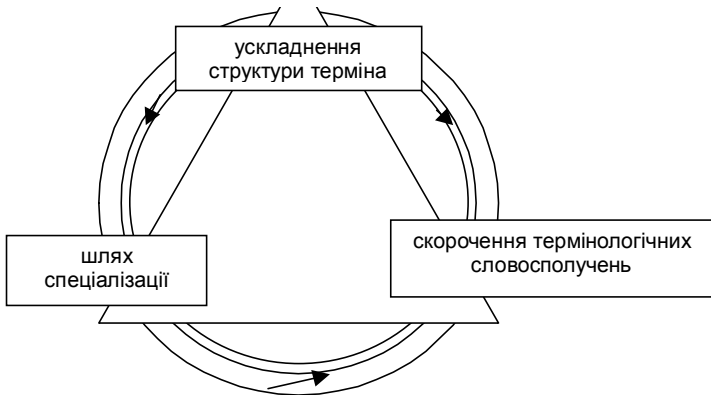 ускладнення
структури терміна
шлях
спеціалізації
скорочення термінологічних
словосполучень